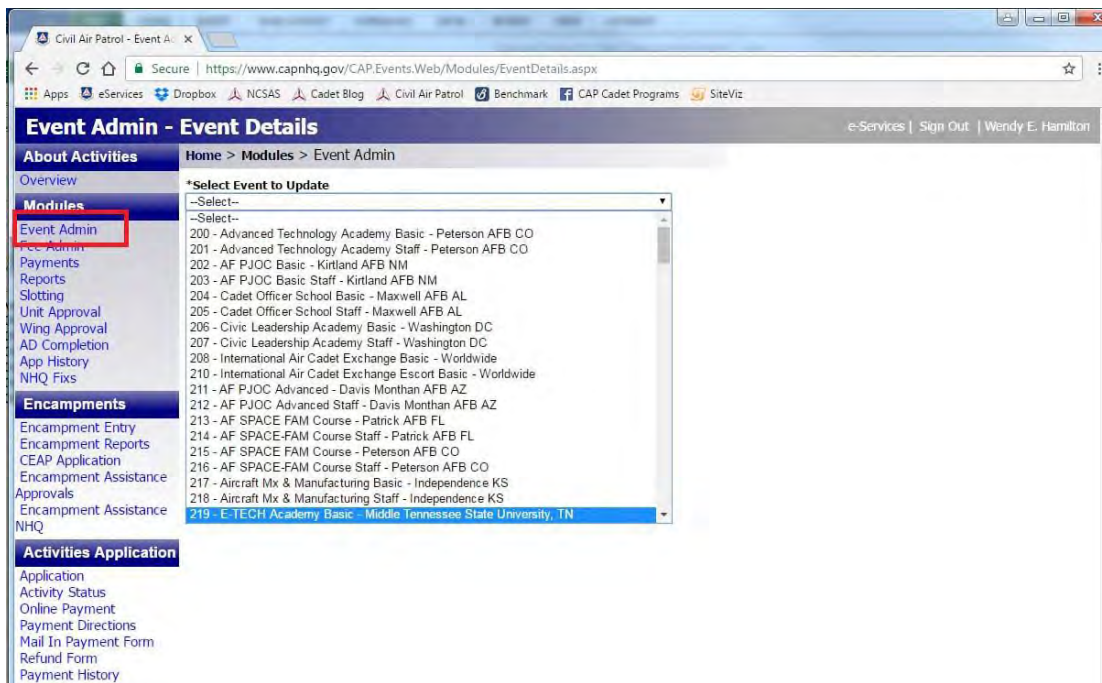 Civil Air Patrol - Event Ad
Secure | https://www.capnhq.gov/CAP.Events.Web/Modules/EventDetails.aspx
Apps eServices Dropbox NCSAS Cadet Blog Civil Air Patrol Benchmark CAP Cadet Programs SiteViz
Event Admin - Event Details
e-Services | Sign Out | Wendy E. Hamilton
About Activities
Overview
Modules
Event Admin
Fee Admin
Payments
Reports
Slotting
Unit Approval
Wing Approval
AD Completion
App History
NHQ Fixs
Encampments
Encampment Entry
Encampment Reports
CEAP Application
Encampment Assistance
Approvals
Encampment Assistance
NHQ
Activities Application
Application
Activity Status
Online Payment
Payment Directions
Mail In Payment Form
Refund Form
Payment History
Home > Modules > Event Admin
*Select Event to Update
--Select--
--Select--
200 - Advanced Technology Academy Basic - Peterson AFB CO
201 - Advanced Technology Academy Staff - Peterson AFB CO
202 - AF PJOC Basic - Kirtland AFB NM
203 - AF PJOC Basic Staff - Kirtland AFB NM
204 - Cadet Officer School Basic - Maxwell AFB AL
205 - Cadet Officer School Staff - Maxwell AFB AL
206 - Civic Leadership Academy Basic - Washington DC
207 - Civic Leadership Academy Staff - Washington DC
208 - International Air Cadet Exchange Basic - Worldwide
210 - International Air Cadet Exchange Escort Basic - Worldwide
211 - AF PJOC Advanced - Davis Monthan AFB AZ
212 - AF PJOC Advanced Staff - Davis Monthan AFB AZ
213 - AF SPACE FAM Course - Patrick AFB FL
214 - AF SPACE-FAM Course Staff - Patrick AFB FL
215 - AF SPACE-FAM Course - Peterson AFB CO
216 - AF SPACE-FAM Course Staff - Peterson AFB CO
217 - Aircraft Mx & Manufacturing Basic - Independence KS
218 - Aircraft Mx & Manufacturing Staff - Independence KS
219 - E-TECH Academy Basic - Middle Tennessee State University, TN